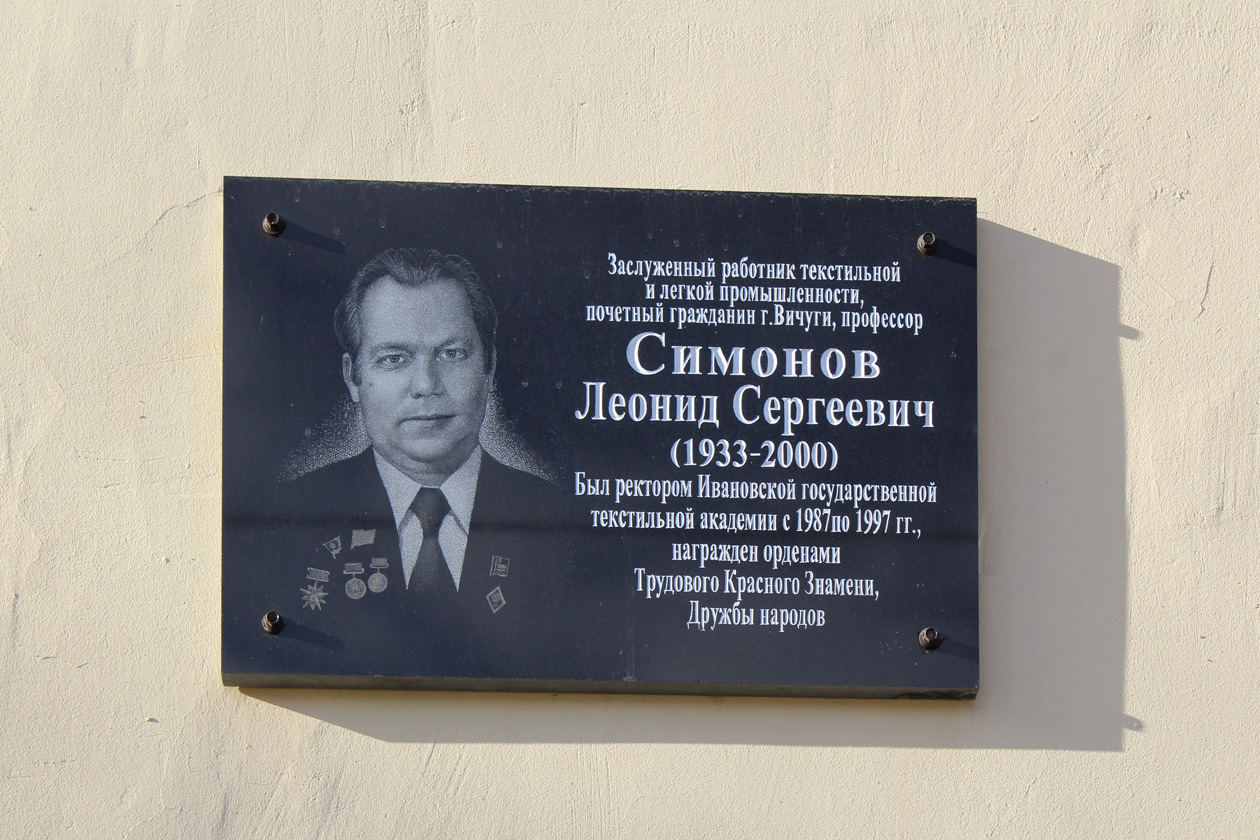 Заслуженный работник текстильной
и легкой промышленности,
почетный гражданин г.Вичуги, профессор
Симонов
Леонид Сергеевич
(1933-2000)
Был ректором Ивановской государственной
текстильной академии с 1987по 1997 гг.,
награжден орденами
Трудового Красного Знамени,
Дружбы народов